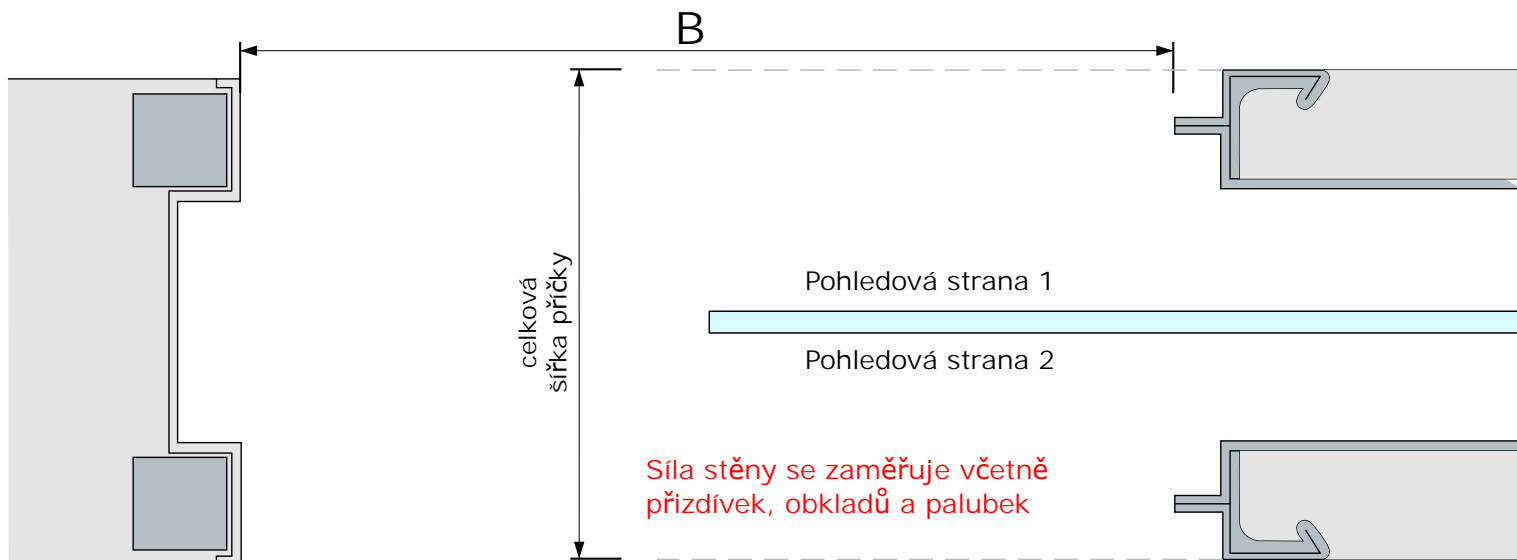 B
celková
šířka příčky
Pohledová strana 1
Pohledová strana 2
Síla stěny se zaměřuje včetně
přizdívek, obkladů a palubek